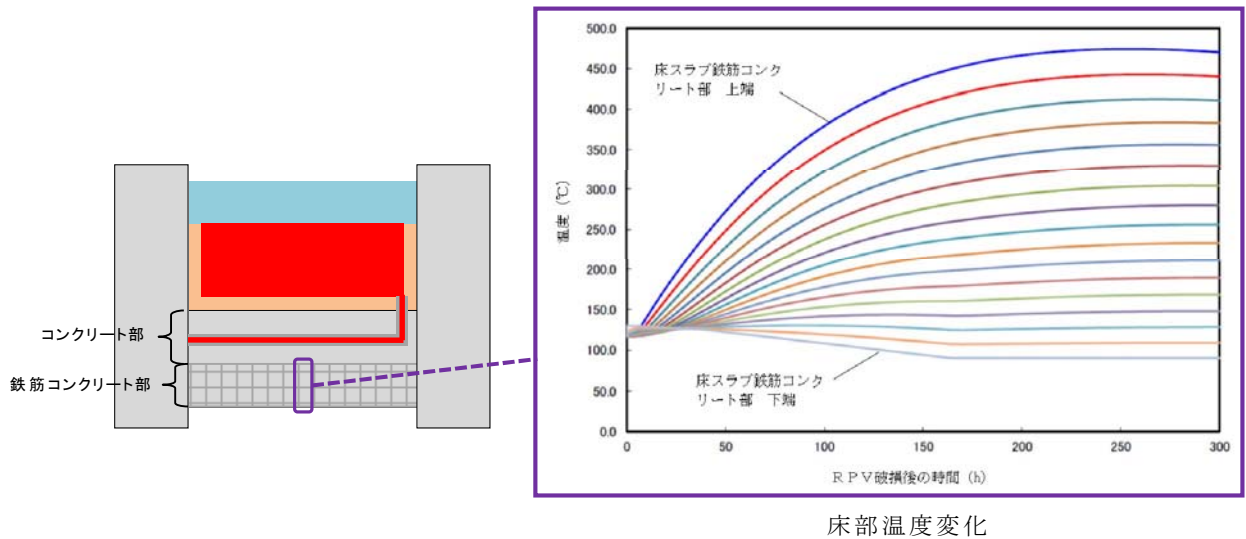 コンクリート部
鉄筋コンクリート部
500.0
450.0
400.0
350.0
300.0
250.0
200.0
150.0
100.0
50.0
0.0
温度 (℃)
床スラブ鉄筋コンク
リート部 上端
床スラブ鉄筋コンク
リート部 下端
0
50
100
150
200
250
300
RPV破損後の時間 (h)
床部温度変化